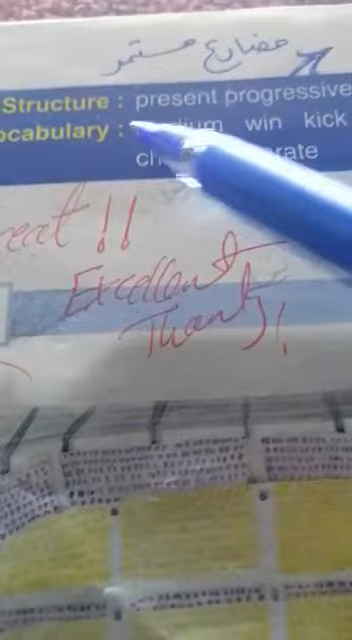 مضارع مستمر
Structure : present progressive
ocabulary : win kick
rate
reat!!
Excellent
Thanks!